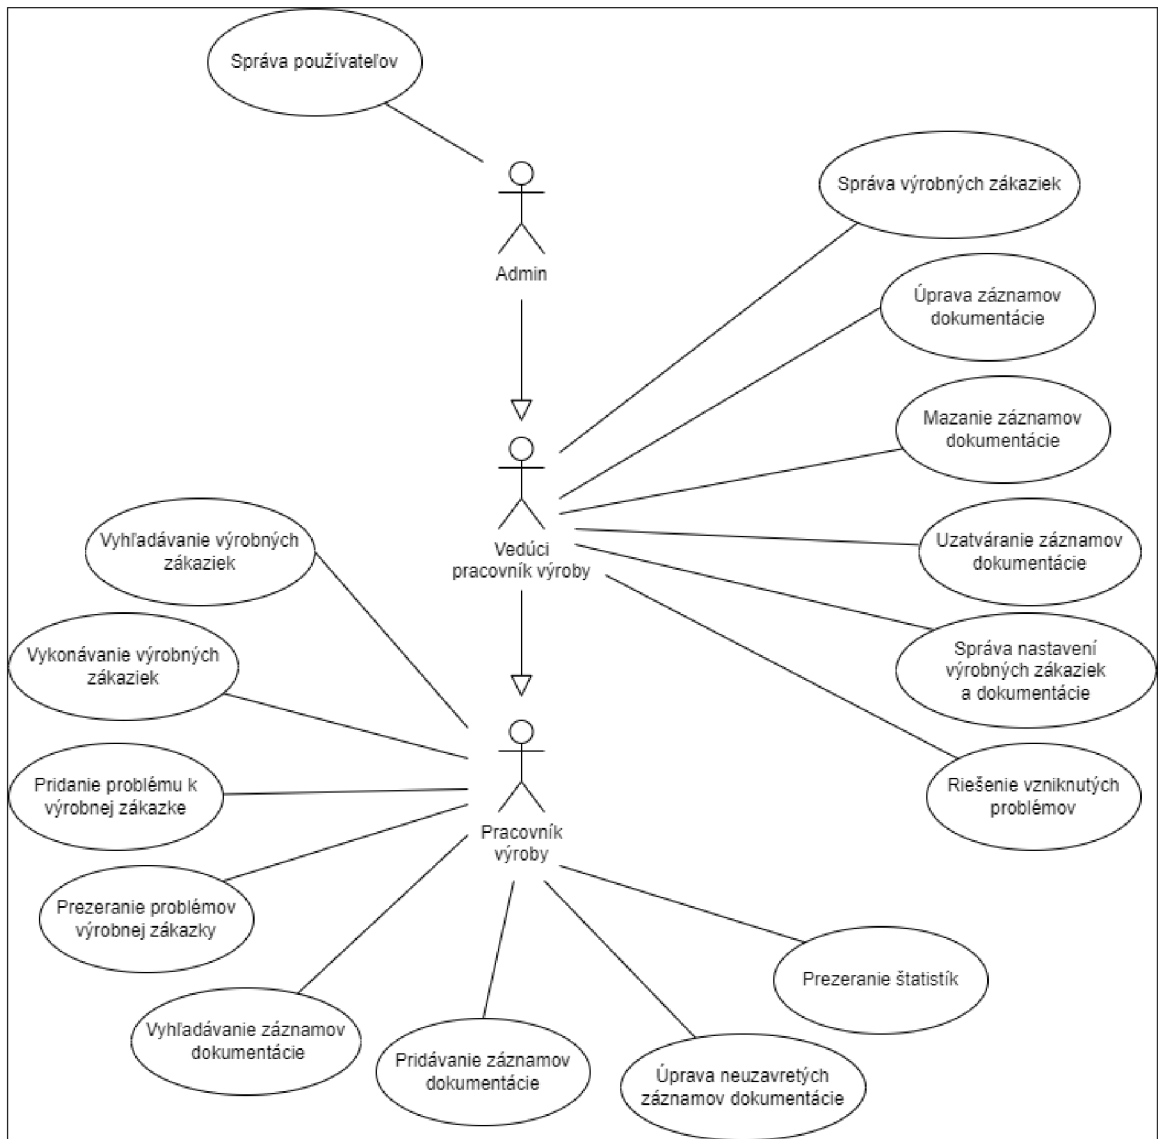 Správa používateľov
Správa výrobných zákaziek
Admin
Úprava záznamov
dokumentácie
Mazanie záznamov
dokumentácie
Vyhľadávanie výrobných
zákaziek
Vedúci
pracovník výroby
Uzatváranie záznamov
dokumentácie
Vykonávanie výrobných
zákaziek
Správa nastavení
výrobných zákaziek
a dokumentácie
Pridanie problému k
výrobnej zákazke
Riešenie vzniknutých
problémov
Pracovník
výroby
Prezeranie problémov
výrobnej zákazky
Prezeranie štatistík
Vyhľadávanie záznamov
dokumentácie
Pridávanie záznamov
dokumentácie
Úprava neuzavretých
záznamov dokumentácie